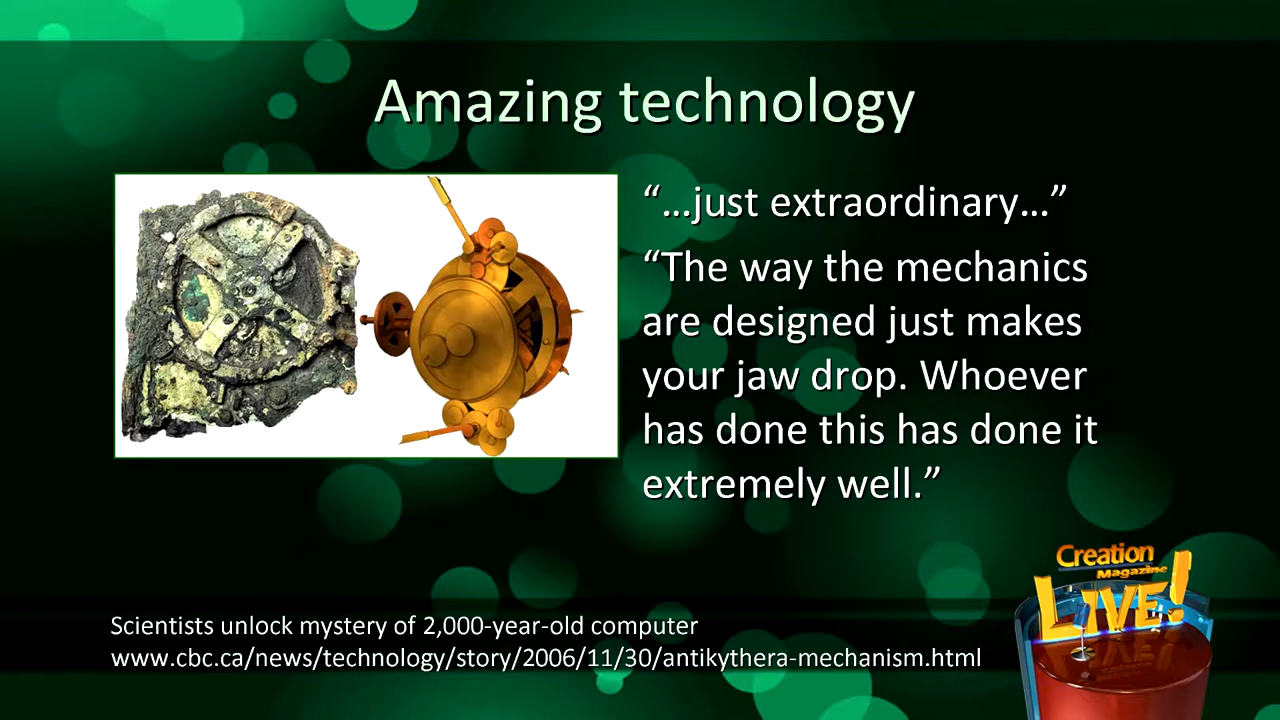 Amazing technology
“…just extraordinary…”
“The way the mechanics
are designed just makes
your jaw drop. Whoever
has done this has done it
extremely well.”
Scientists unlock mystery of 2,000-year-old computer
www.cbc.ca/news/technology/story/2006/11/30/antikythera-mechanism.html
Creation
Magazine
LIVE!